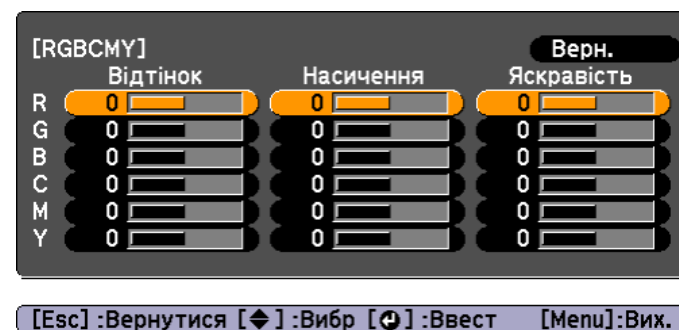 [RGBCMY] Верн.
Відтінок Насичення Яскравість
R 0 0 0
G 0 0 0
B 0 0 0
C 0 0 0
M 0 0 0
Y 0 0 0
[Esc] :Вернутися [◆] :Вибр [⏎] :Ввест [Menu]:Вих.